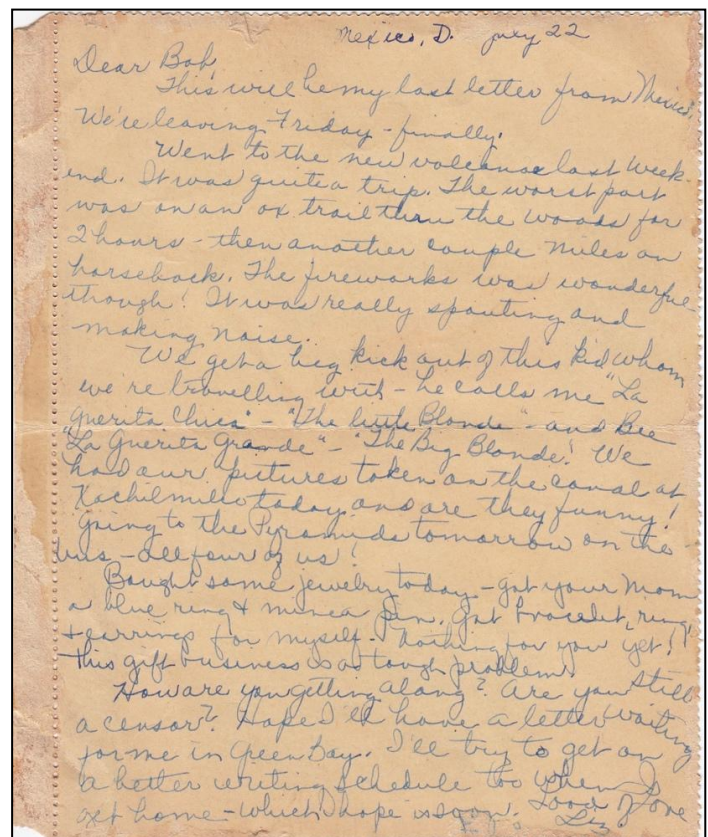 Mexico, D. July 22
Dear Bob,
This will be my last letter from Mexico,
We're leaving Friday - finally.
Went to the new volcanoe last week-
end. It was quite a trip. The worst part
was on an ox trail thru the woods for
2 hours - then another couple miles on
horseback. The fireworks was wonderful
though! It was really spouting and
making noise.
We get a big kick out of this kid whom
we're travelling with - he calls me "La
Guerita Chica" - "The little Blonde" - and Bee
"La Guerita Grande" - "The Big Blonde! We
had our pictures taken on the canal at
Xochilmilco today and are they funny!
Going to the Pyramids tomorrow on the
bus - all four of us!
Bought some jewelry today - got your Mom
a blue ring & mine a pin. Got bracelet, ring,
& earrings for myself - Nothing for you yet!
This gift business is a tough problem.
How are you getting along? Are you still
a censor? Hope I'll have a letter waiting
for me in Green Bay. I'll try to get on
a better writing schedule too when I
get home - which I hope is soon. Loads of love
Liz